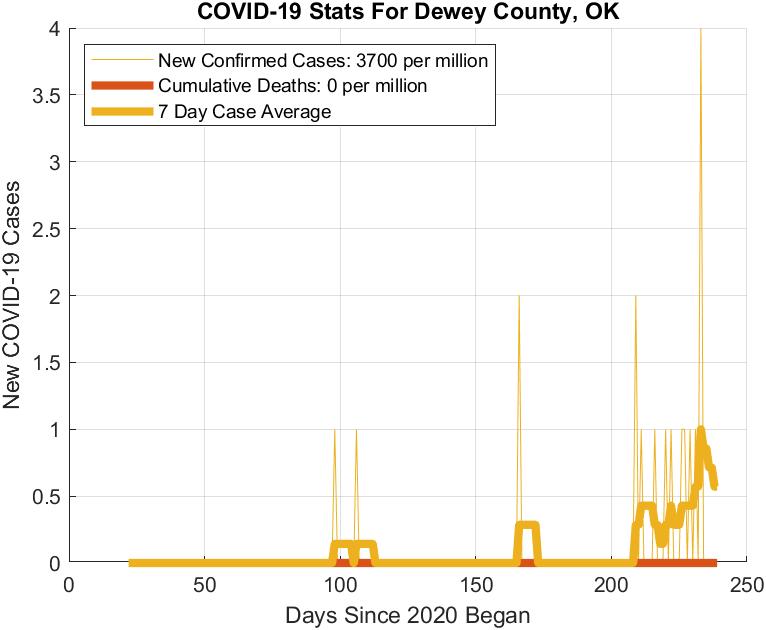 COVID-19 Stats For Dewey County, OK
New Confirmed Cases: 3700 per million
Cumulative Deaths: 0 per million
7 Day Case Average
New COVID-19 Cases
4
3.5
3
2.5
2
1.5
1
0.5
0
0 50 100 150 200 250
Days Since 2020 Began